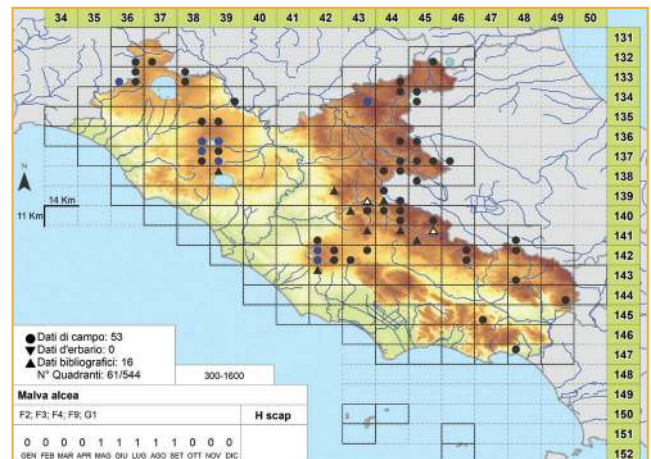 34 35 36 37 38 39 40 41 42 43 44 45 46 47 48 49 50
131
132
133
134
135
136
137
138
139
140
141
142
143
144
145
146
147
148
149
150
151
152
N
14 Km
11 Km
Dati di campo: 53
Dati d'erbario: 0
Dati bibliografici: 16
N° Quadranti: 61/544
300-1600
Malva alcea
F2; F3; F4; F9; G1
H scap
0 0 0 0 1 1 1 1 1 0 0 0
GEN FEB MAR APR MAG GIU LUG AGO SET OTT NOV DIC